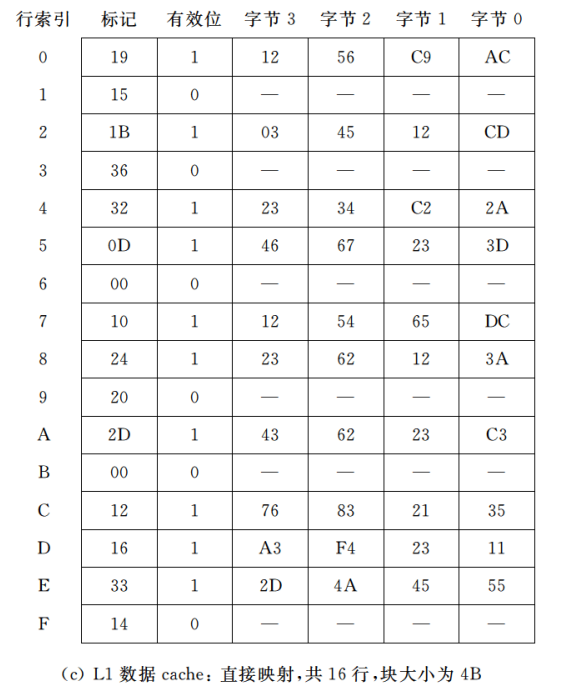 行索引 标记 有效位 字节 3 字节 2 字节 1 字节 0
0 19 1 12 56 C9 AC
1 15 0 — — — —
2 1B 1 03 45 12 CD
3 36 0 — — — —
4 32 1 23 34 C2 2A
5 0D 1 46 67 23 3D
6 00 0 — — — —
7 10 1 12 54 65 DC
8 24 1 23 62 12 3A
9 20 0 — — — —
A 2D 1 43 62 23 C3
B 00 0 — — — —
C 12 1 76 83 21 35
D 16 1 A3 F4 23 11
E 33 1 2D 4A 45 55
F 14 0 — — — —
(c) L1 数据 cache：直接映射，共 16 行，块大小为 4B